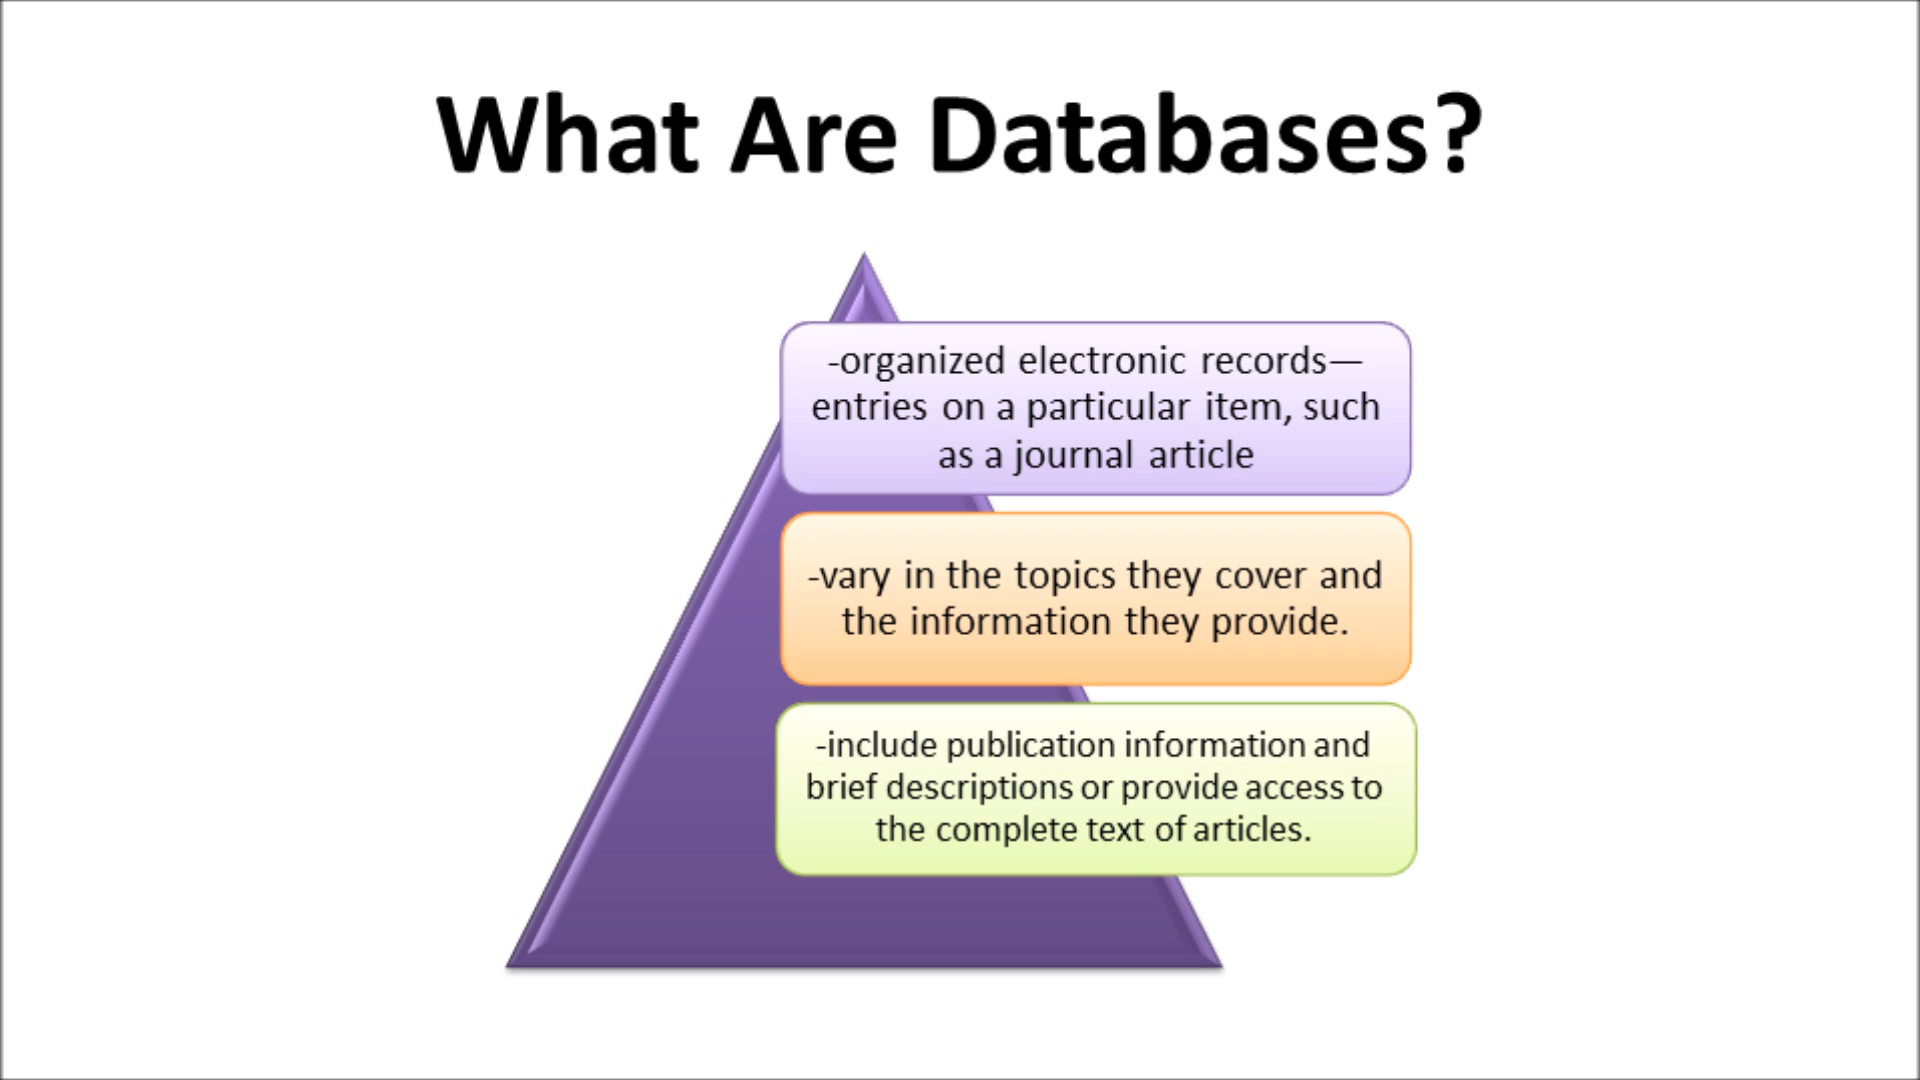 What Are Databases?
-organized electronic records—
entries on a particular item, such
as a journal article
-vary in the topics they cover and
the information they provide.
-include publication information and
brief descriptions or provide access to
the complete text of articles.